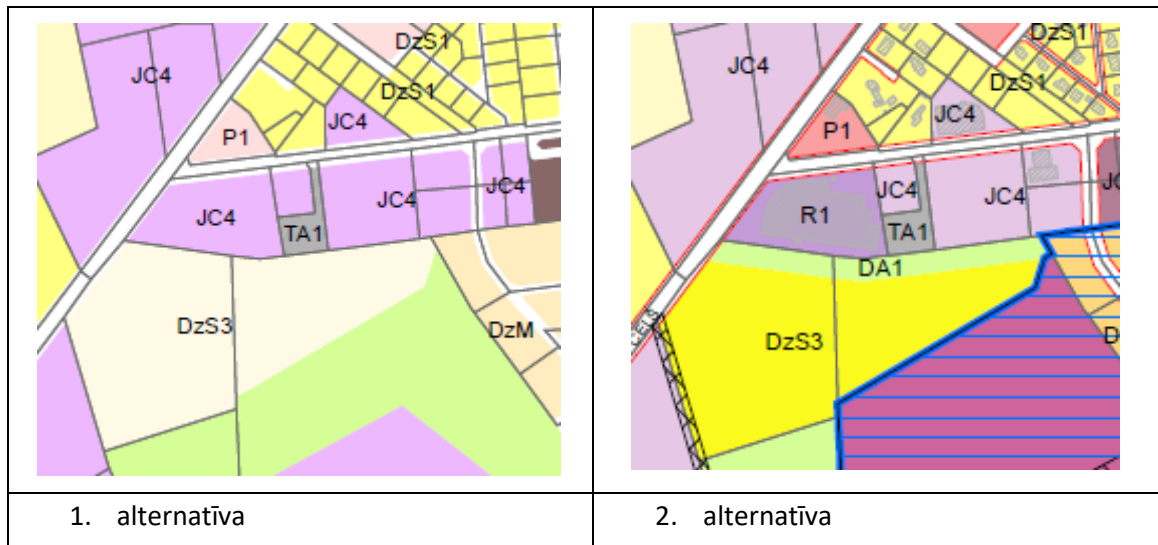 DzS1
JC4
DzS1
P1
JC4
JC4
JC4
JC4
TA1
DzS3
DzM
DzS1
JC4
DzS1
P1
JC4
JC4
JC4
R1
TA1
DA1
DzS3
1. alternatīva
2. alternatīva